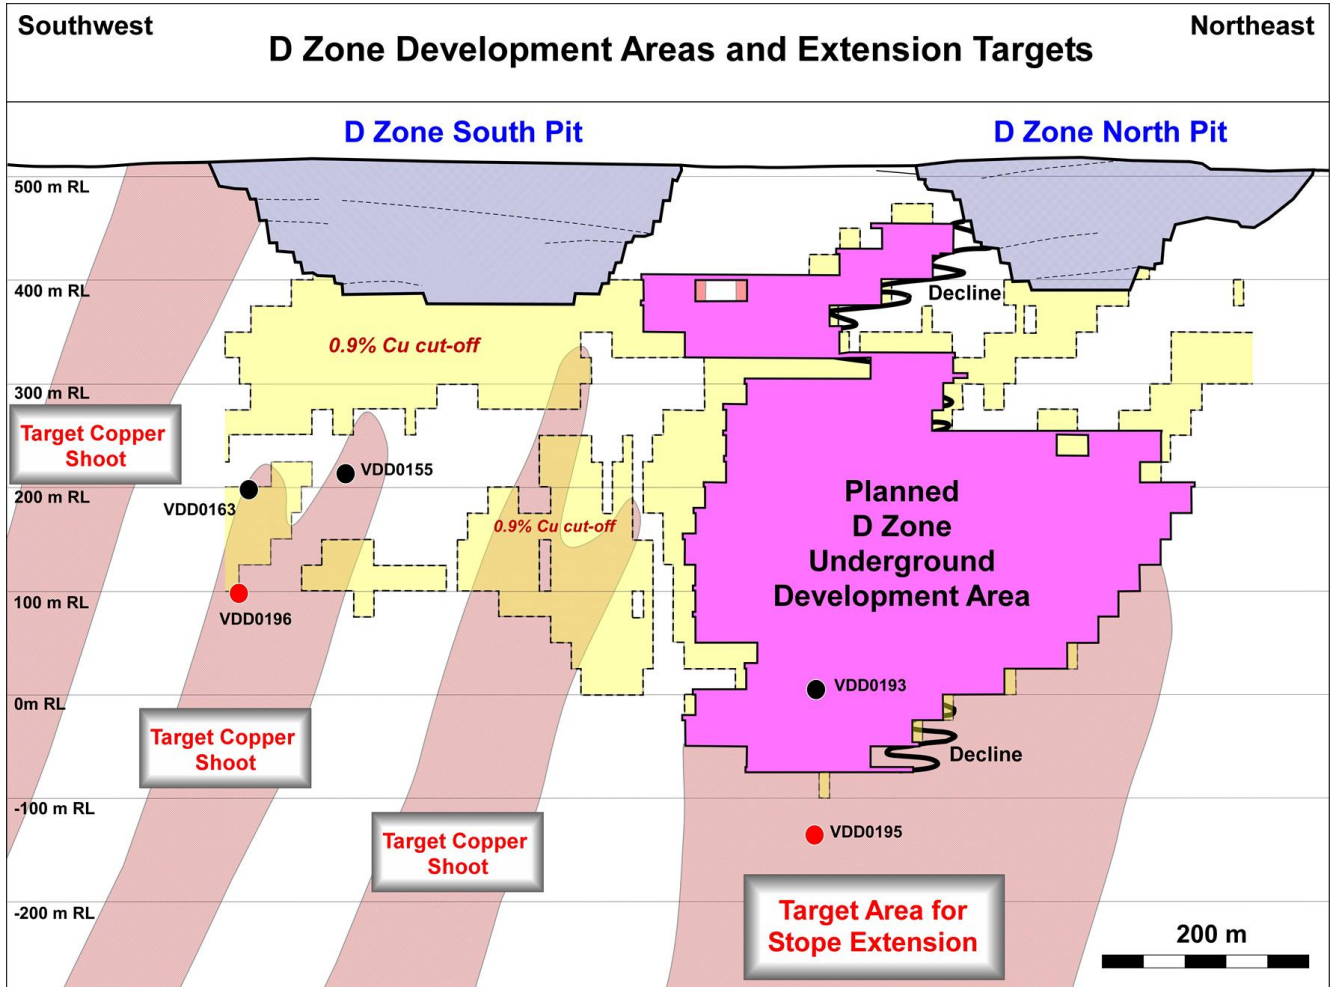 Southwest
Northeast
D Zone Development Areas and Extension Targets
D Zone South Pit
D Zone North Pit
500 m RL
400 m RL
Decline
0.9% Cu cut-off
300 m RL
Target Copper
Shoot
VDD0155
200 m RL
VDD0163
Planned
D Zone
Underground
Development Area
0.9% Cu cut-off
100 m RL
VDD0196
VDD0193
0m RL
Target Copper
Shoot
Decline
-100 m RL
VDD0195
Target Copper
Shoot
-200 m RL
Target Area for
Stope Extension
200 m